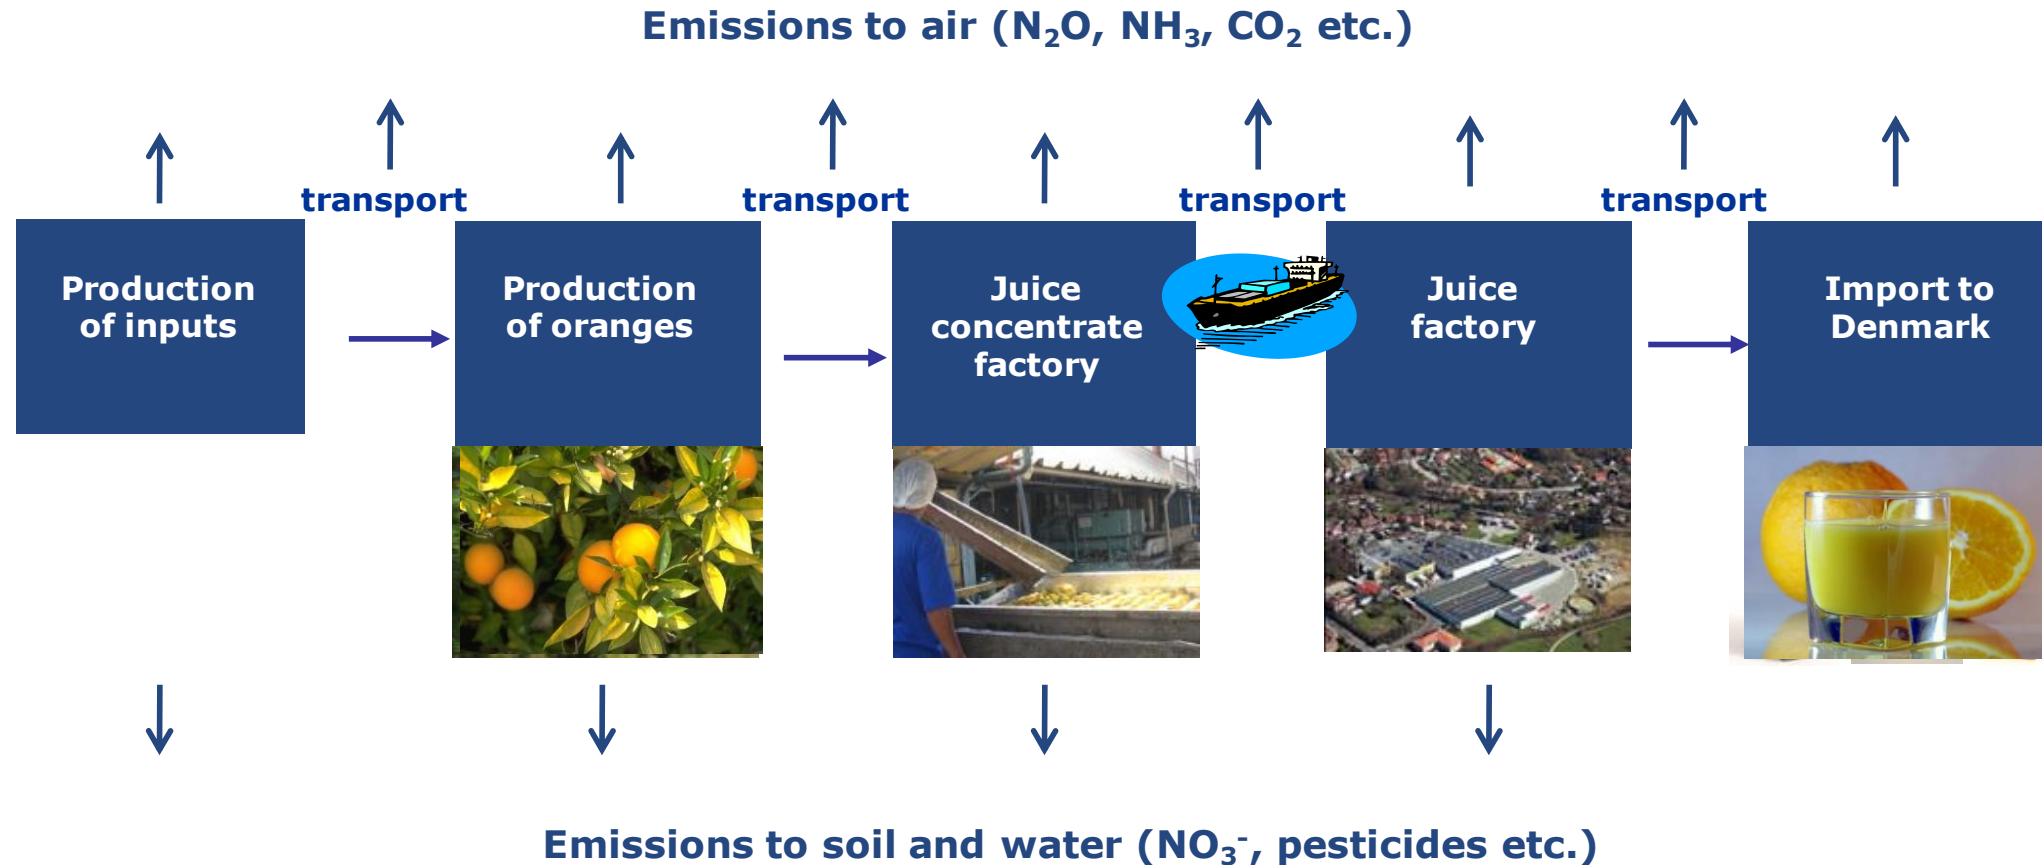 Emissions to air (N₂O, NH₃, CO₂ etc.)
transport
transport
transport
transport
Production
of inputs
Production
of oranges
Juice
concentrate
factory
Juice
factory
Import to
Denmark
Emissions to soil and water (NO₃⁻, pesticides etc.)